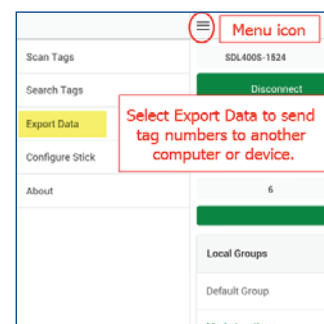 Menu icon
Scan Tags
SDL400S-1524
Search Tags
Disconnect
Export Data
Select Export Data to send
tag numbers to another
computer or device.
Configure Stick
About
6
Local Groups
Default Group